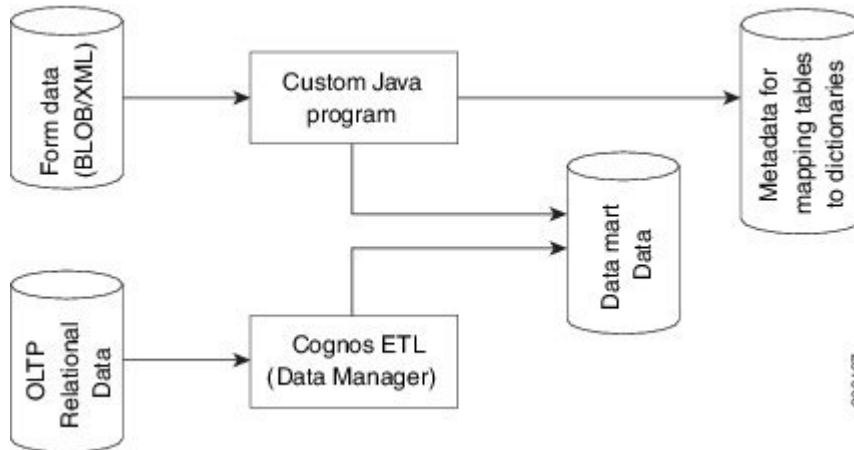 Form data
(BLOB/XML)
Custom Java
program
Metadata for
mapping tables
to dictionaries
Data mart
Data
OLTP
Relational
Data
Cognos ETL
(Data Manager)